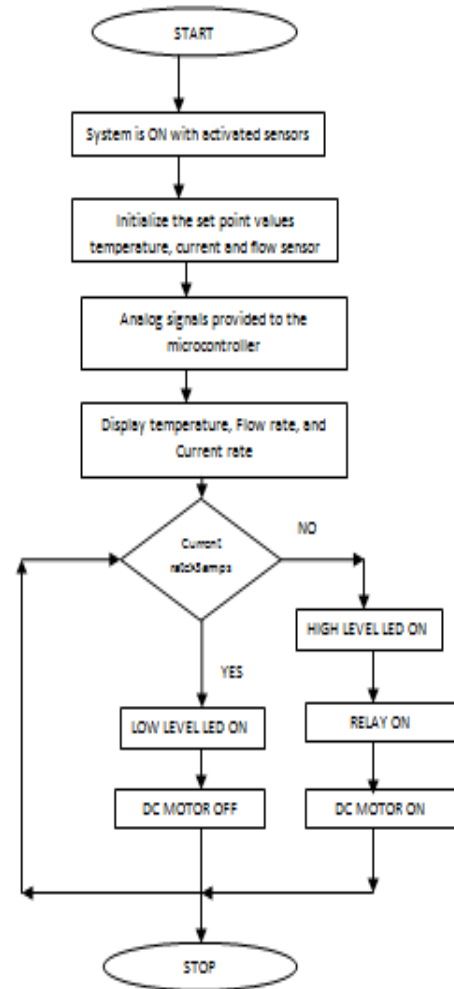 START
System is ON with activated sensors
Initialize the set point values
temperature, current and flow sensor
Analog signals provided to the
microcontroller
Display temperature, Flow rate, and
Current rate
Current
NO
HIGH LEVEL LED ON
YES
LOW LEVEL LED ON
RELAY ON
DC MOTOR OFF
DC MOTOR ON
STOP